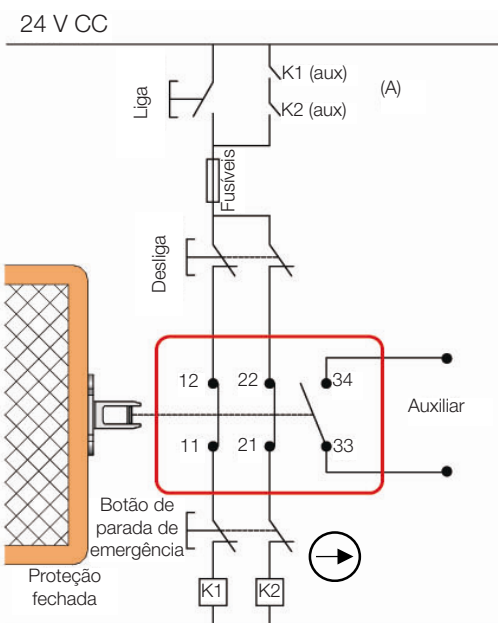 24 V CC
K1 (aux)
(A)
Liga
K2 (aux)
Fusíveis
Desliga
12
22
34
Auxiliar
11
21
33
Botão de
parada de
emergência
Proteção
fechada
K1
K2